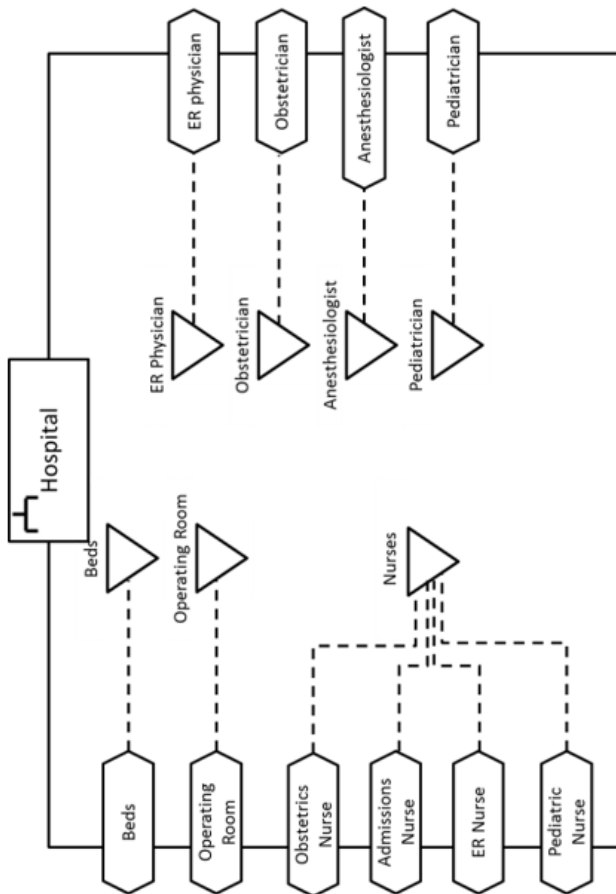 Hospital
ER physician
Obstetrician
Anesthesiologist
Pediatrician
ER Physician
Obstetrician
Anesthesiologist
Pediatrician
Beds
Operating Room
Nurses
Beds
Operating
Room
Obstetrics
Nurse
Admissions
Nurse
ER Nurse
Pediatric
Nurse